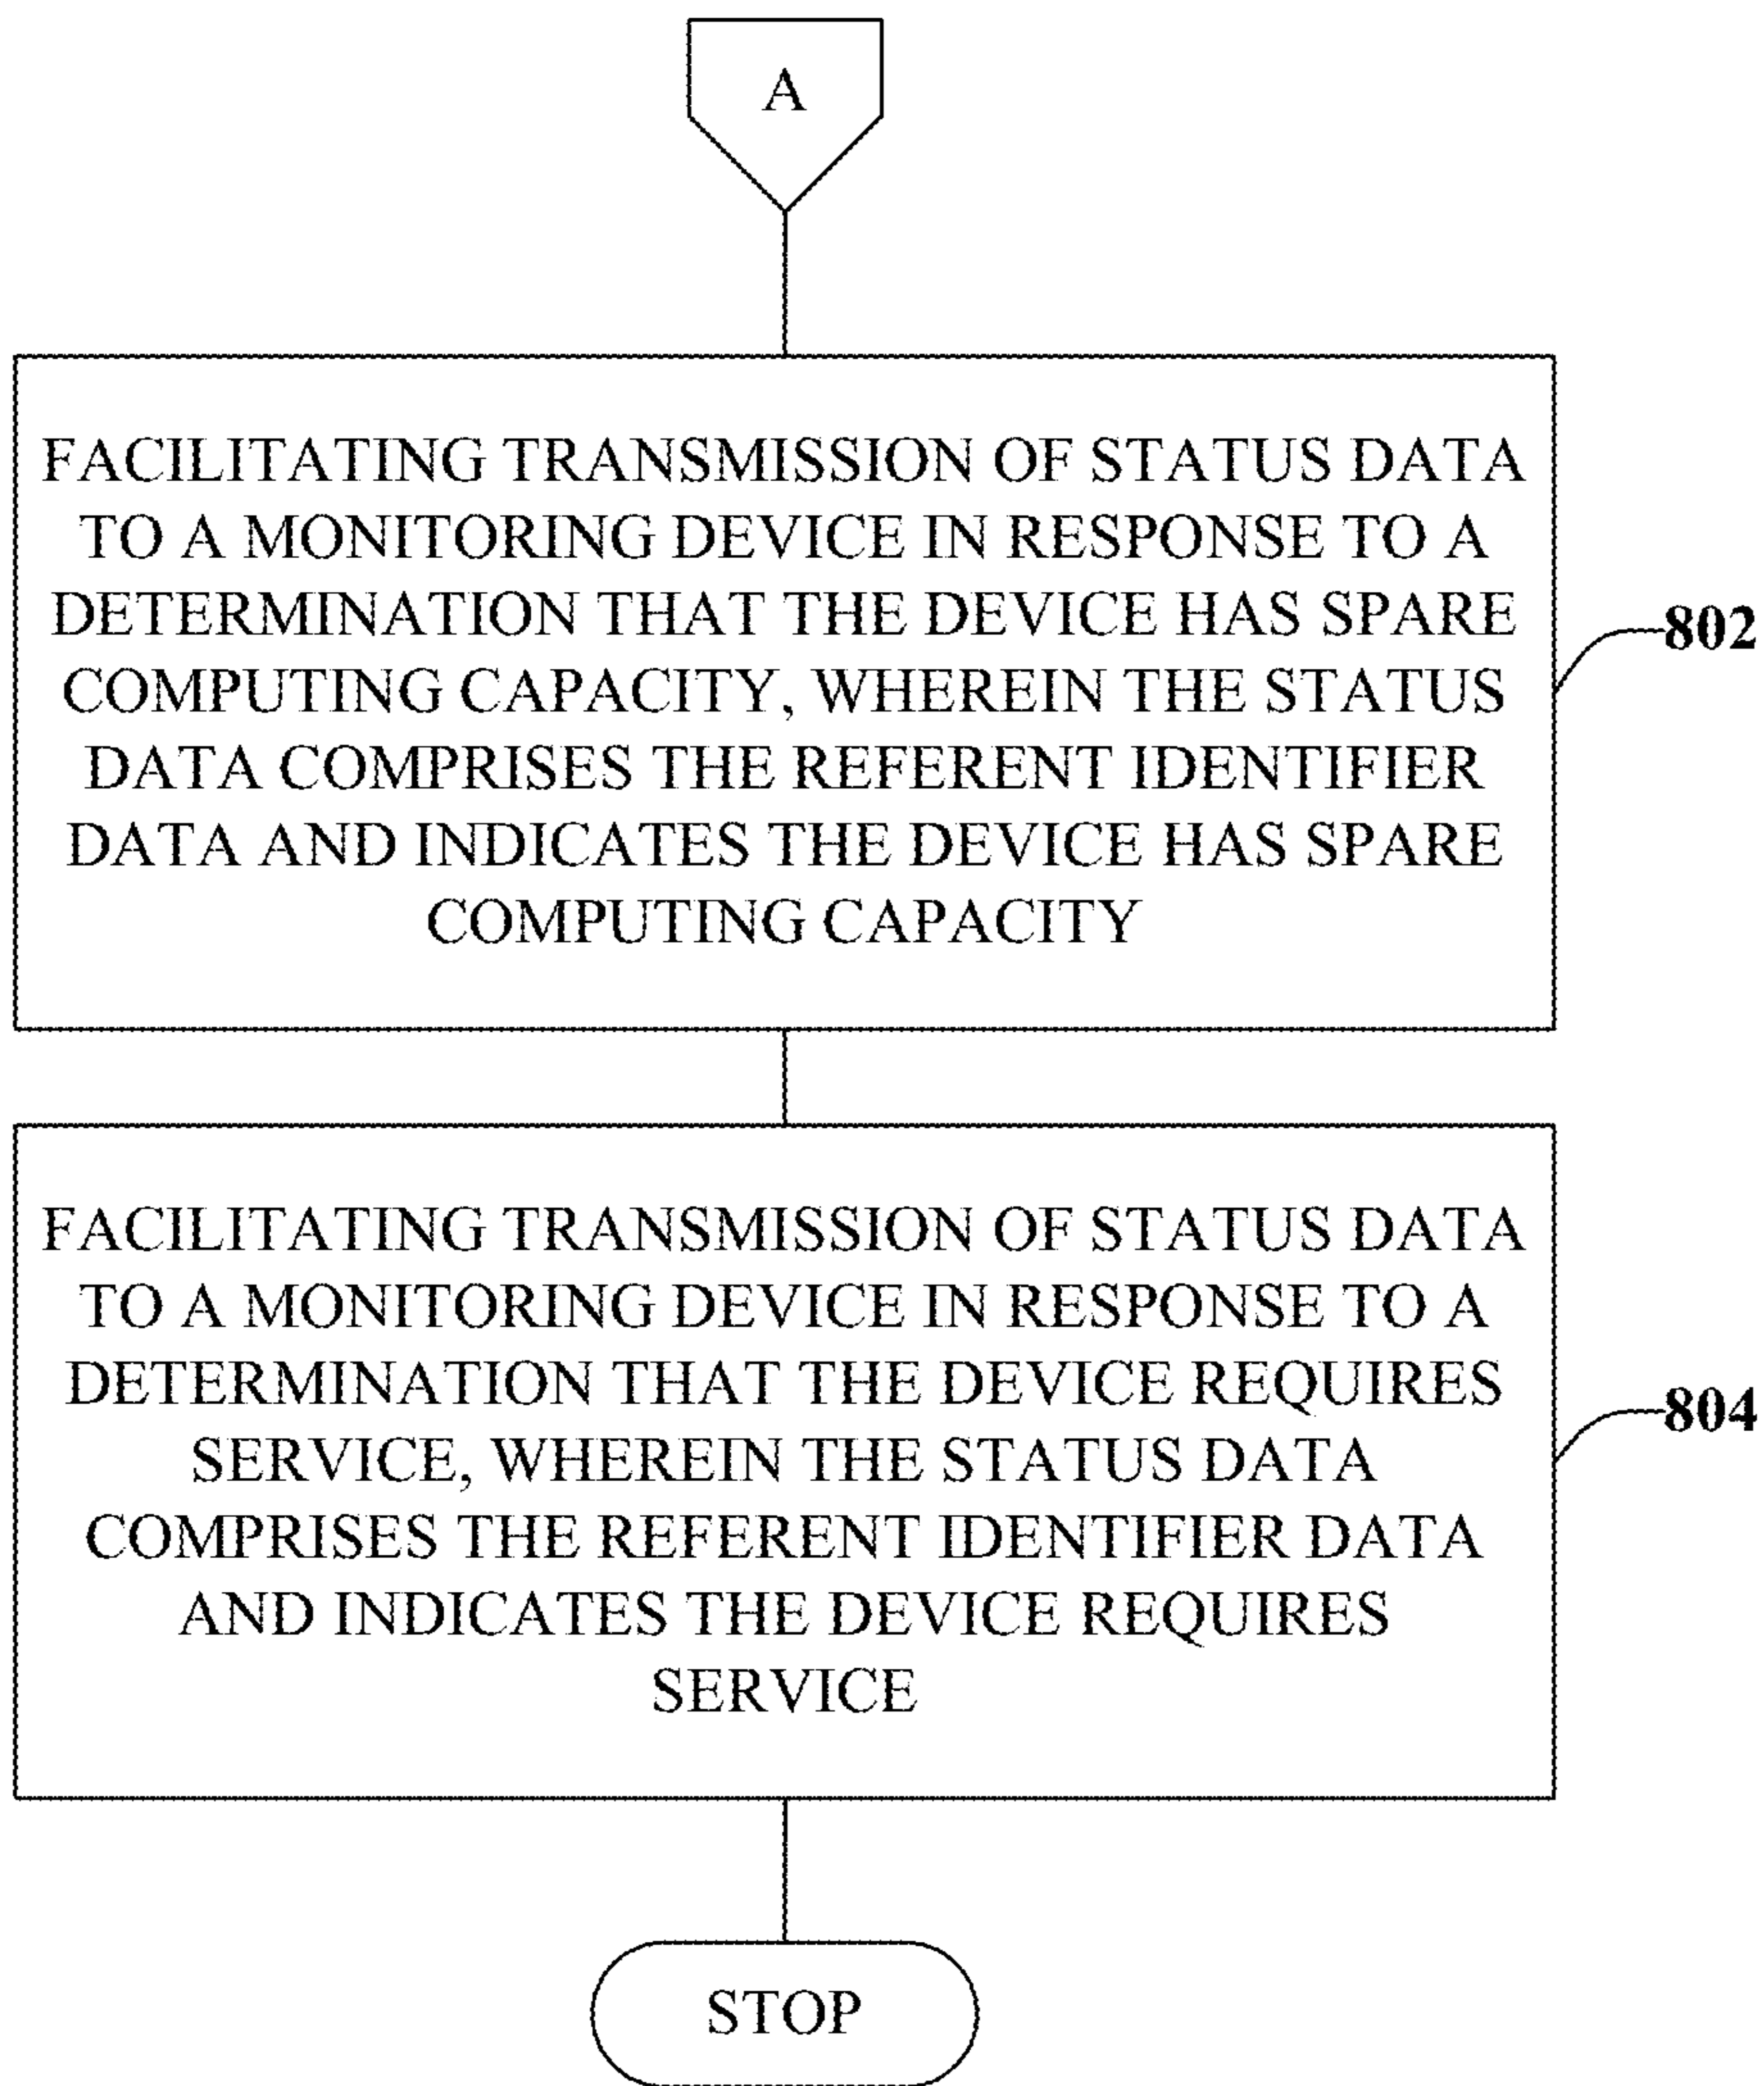 A
FACILITATING TRANSMISSION OF STATUS DATA
TO A MONITORING DEVICE IN RESPONSE TO A
DETERMINATION THAT THE DEVICE HAS SPARE
COMPUTING CAPACITY, WHEREIN THE STATUS
DATA COMPRISES THE REFERENT IDENTIFIER
DATA AND INDICATES THE DEVICE HAS SPARE
COMPUTING CAPACITY
802
FACILITATING TRANSMISSION OF STATUS DATA
TO A MONITORING DEVICE IN RESPONSE TO A
DETERMINATION THAT THE DEVICE REQUIRES
SERVICE, WHEREIN THE STATUS DATA
COMPRISES THE REFERENT IDENTIFIER DATA
AND INDICATES THE DEVICE REQUIRES
SERVICE
804
STOP